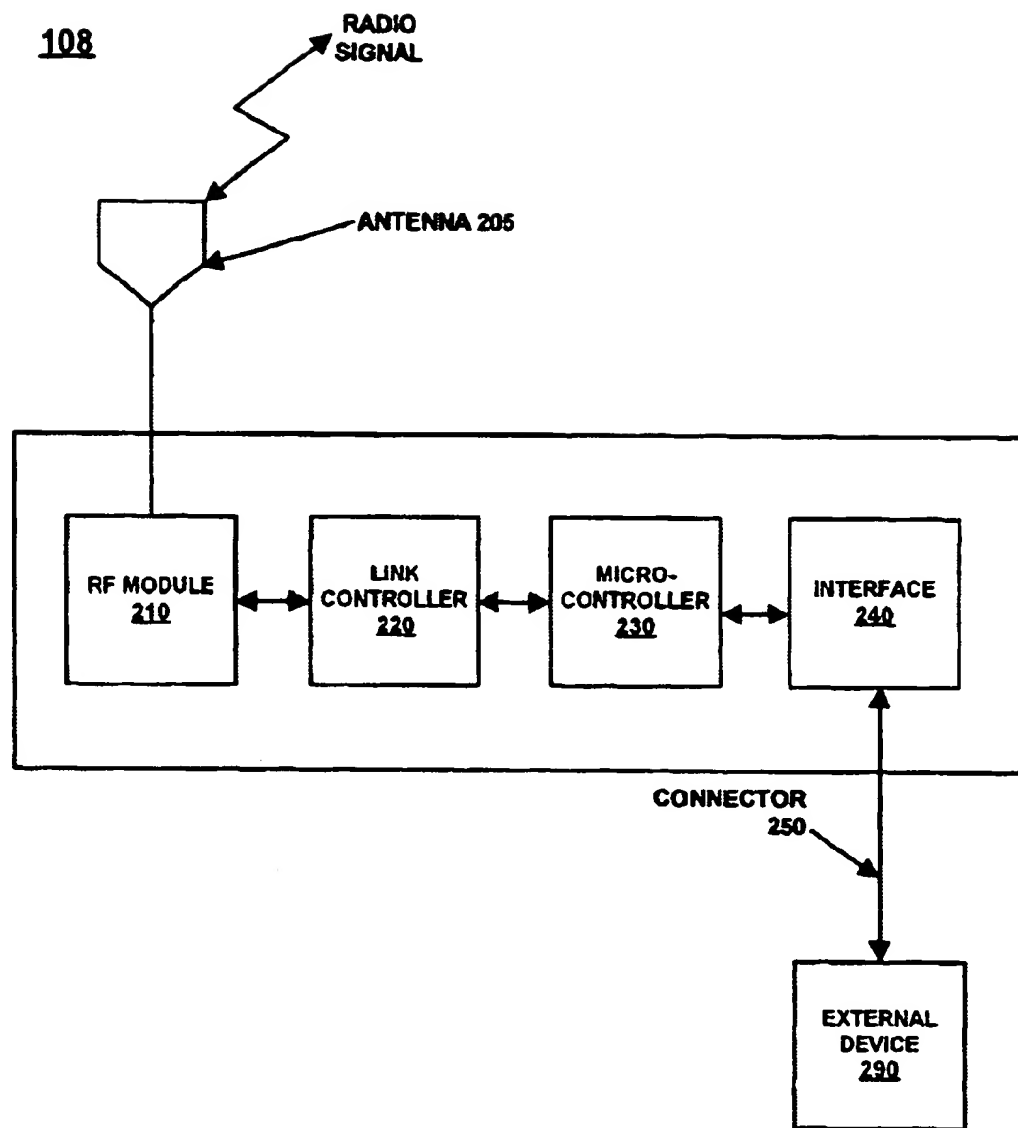 108
RADIO
SIGNAL
ANTENNA 205
RF MODULE
210
LINK
CONTROLLER
220
MICRO-
CONTROLLER
230
INTERFACE
240
CONNECTOR
250
EXTERNAL
DEVICE
290